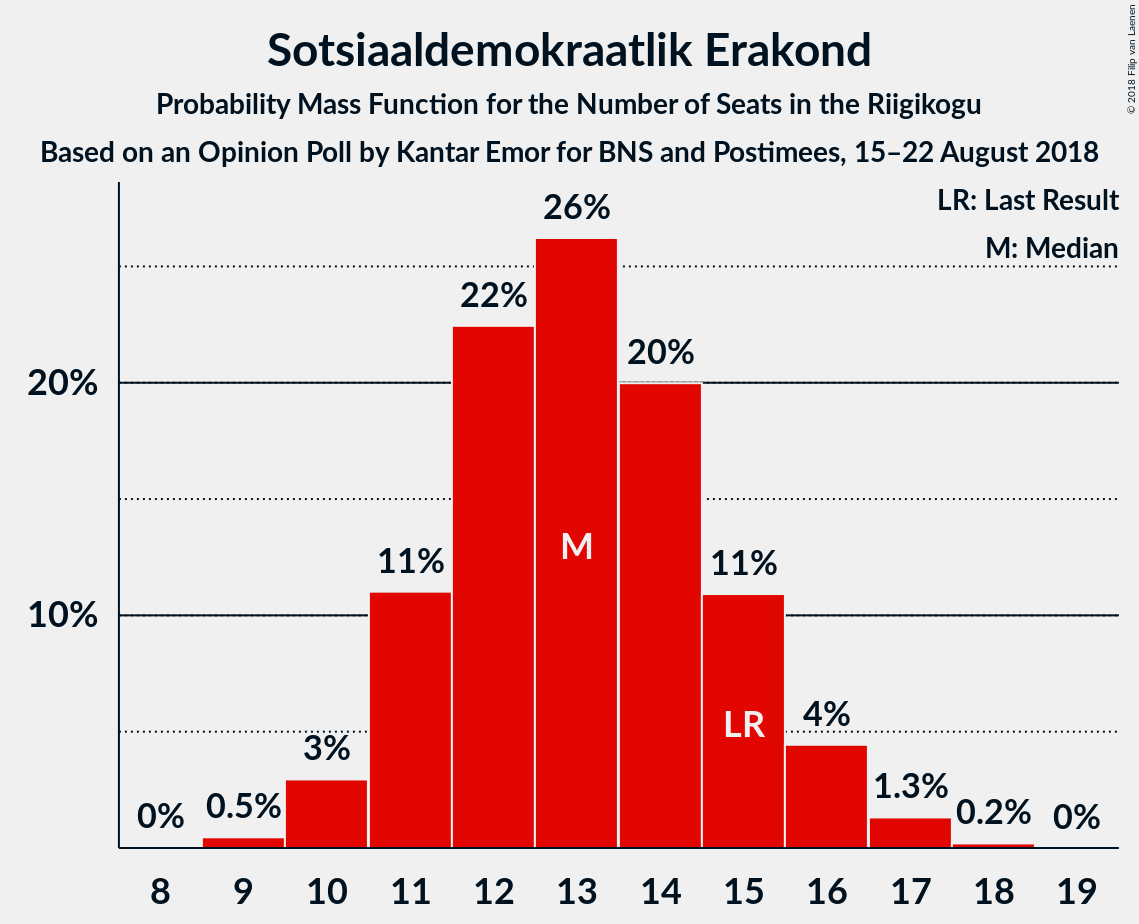 Sotsiaaldemokraatlik Erakond
Probability Mass Function for the Number of Seats in the Riigikogu
Based on an Opinion Poll by Kantar Emor for BNS and Postimees, 15–22 August 2018
© 2018 Filip van Laenen
LR: Last Result
M: Median
26%
22%
20%
20%
11%
11%
10%
M
LR
4%
3%
1.3%
0.5%
0.2%
0%
0%
8 9 10 11 12 13 14 15 16 17 18 19